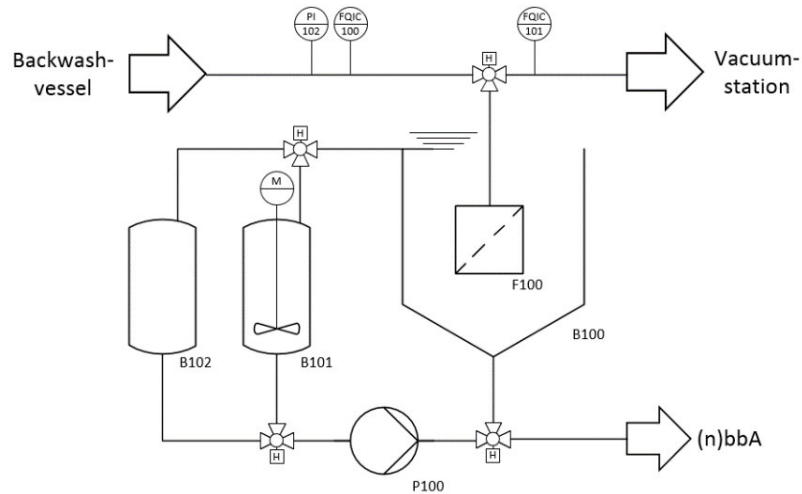 PI
102
FQIC
100
FQIC
101
Backwash-
vessel
H
Vacuum-
station
H
M
F100
B100
B102
B101
H
H
(n)bbA
P100